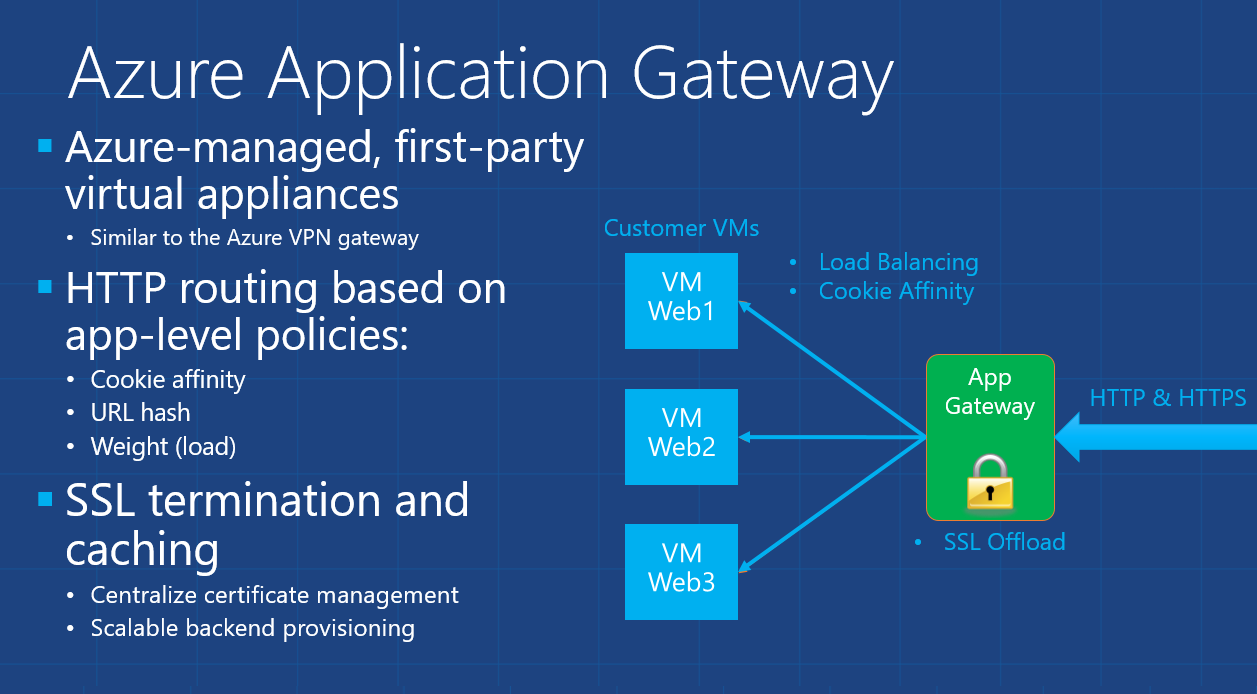 Azure Application Gateway
▪ Azure-managed, first-party
virtual appliances
• Similar to the Azure VPN gateway
▪ HTTP routing based on
app-level policies:
• Cookie affinity
• URL hash
• Weight (load)
▪ SSL termination and
caching
• Centralize certificate management
• Scalable backend provisioning
Customer VMs
• Load Balancing
• Cookie Affinity
VM
Web1
VM
Web2
VM
Web3
App
Gateway
HTTP & HTTPS
• SSL Offload